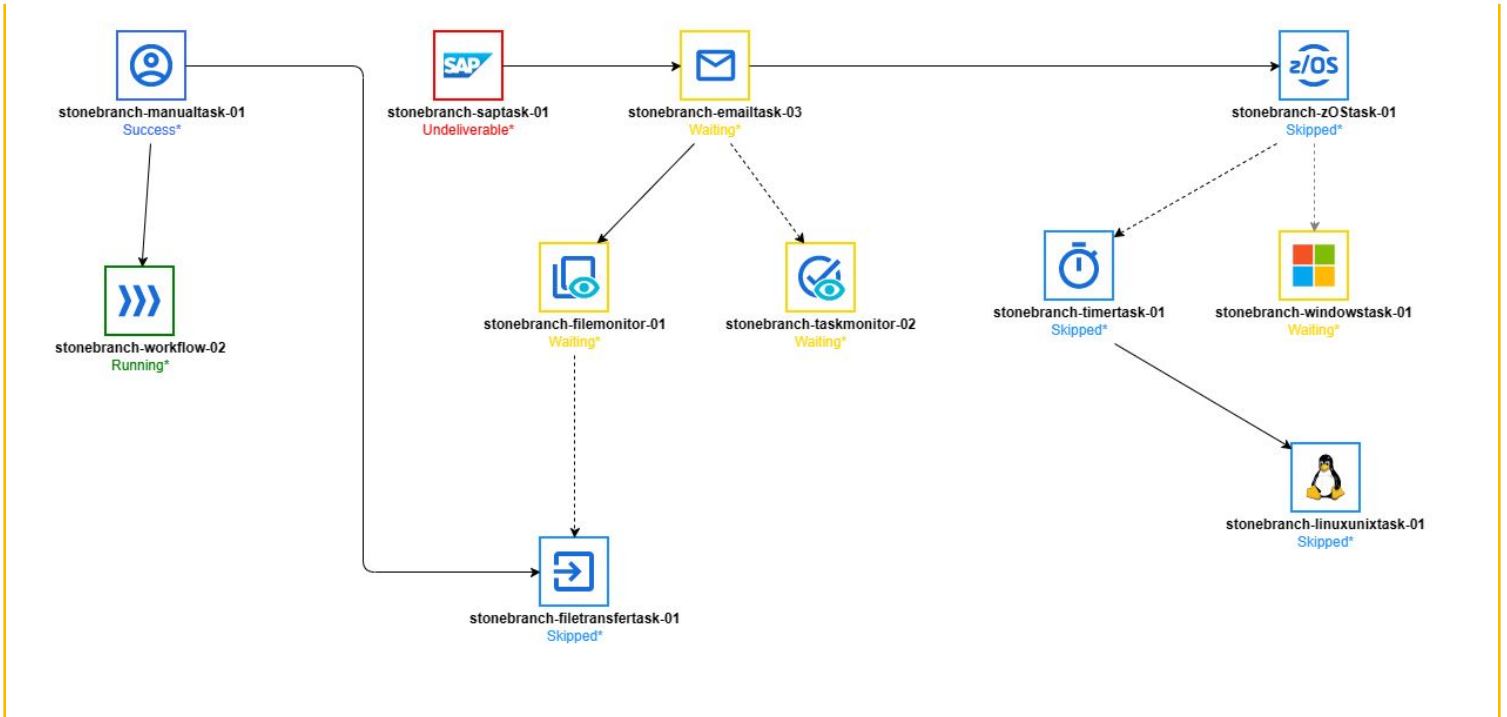 SAP
z/OS
stonebranch-manualtask-01
Success*
stonebranch-saptask-01
Undeliverable*
stonebranch-emailtask-03
Waiting*
stonebranch-zOStask-01
Skipped*
stonebranch-workflow-02
Running*
stonebranch-filemonitor-01
Waiting*
stonebranch-taskmonitor-02
Waiting*
stonebranch-timertask-01
Skipped*
stonebranch-windowstask-01
Waiting*
stonebranch-linuxunixtask-01
Skipped*
stonebranch-filetransfertask-01
Skipped*